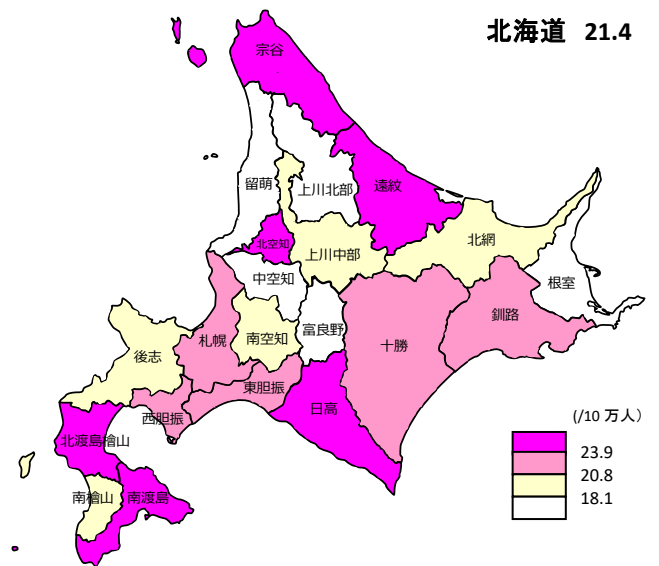 北海道 21.4
宗谷
留萌
上川北部
遠紋
北空知
上川中部
北網
中空知
根室
釧路
札幌
南空知
富良野
十勝
後志
東胆振
西胆振
日高
北渡島檜山
南檜山
南渡島
(/10 万人)
23.9
20.8
18.1